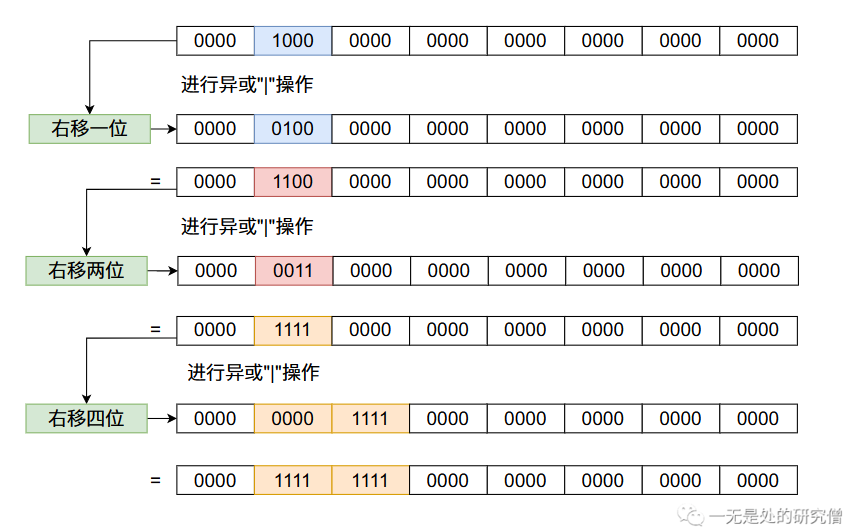 0000 1000 0000 0000 0000 0000 0000 0000
进行异或"|"操作
右移一位 0000 0100 0000 0000 0000 0000 0000 0000
= 0000 1100 0000 0000 0000 0000 0000 0000
进行异或"|"操作
右移两位 0000 0011 0000 0000 0000 0000 0000 0000
= 0000 1111 0000 0000 0000 0000 0000 0000
进行异或"|"操作
右移四位 0000 0000 1111 0000 0000 0000 0000 0000
= 0000 1111 1111 0000 0000 0000 0000 0000
一无是处的研究僧